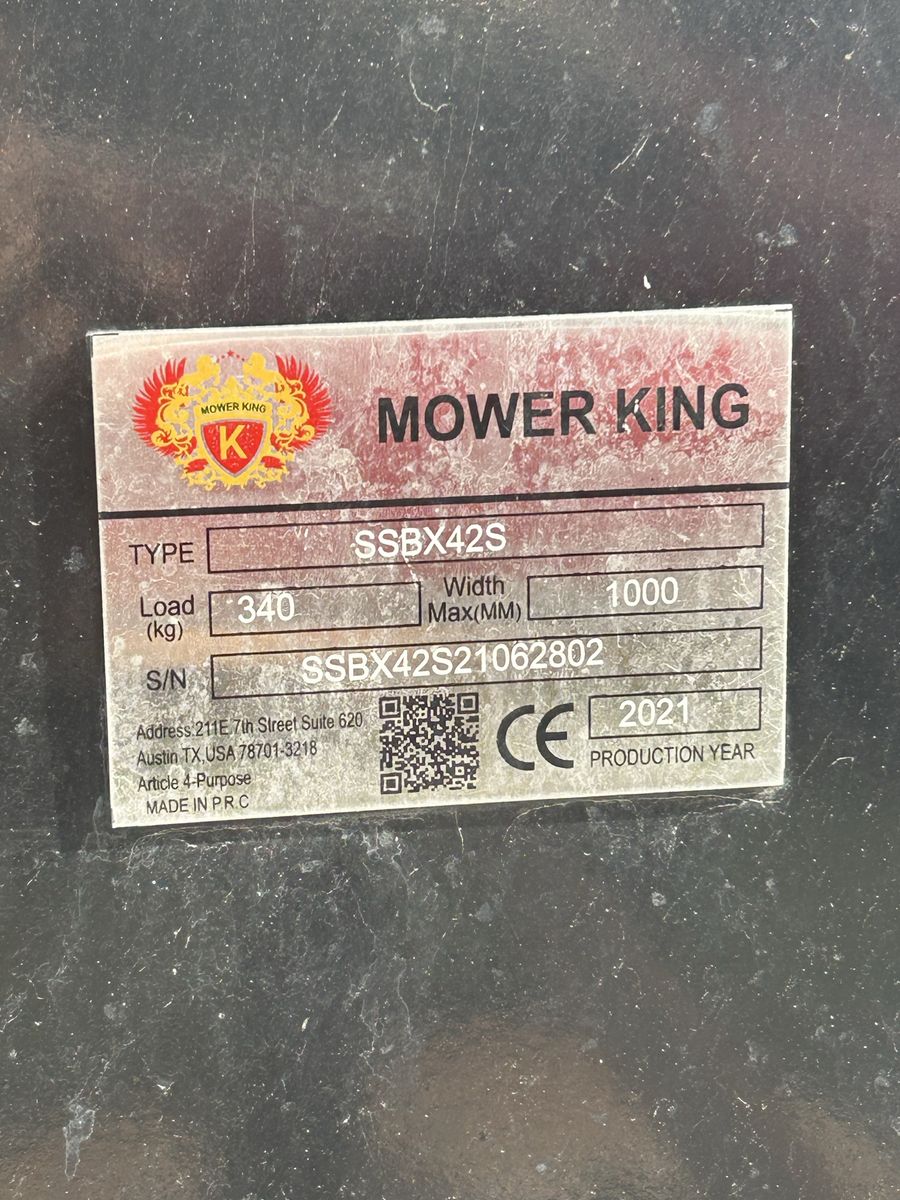 MOWER KING
K
MOWER KING
TYPE SSBX42S
Load (kg) 340 Width Max(MM) 1000
S/N SSBX42S21062802
Address:211E 7th Street Suite 620,
Austin TX,USA 78701-3218
Article 4-Purpose
MADE IN P.R.C
CE
2021
PRODUCTION YEAR